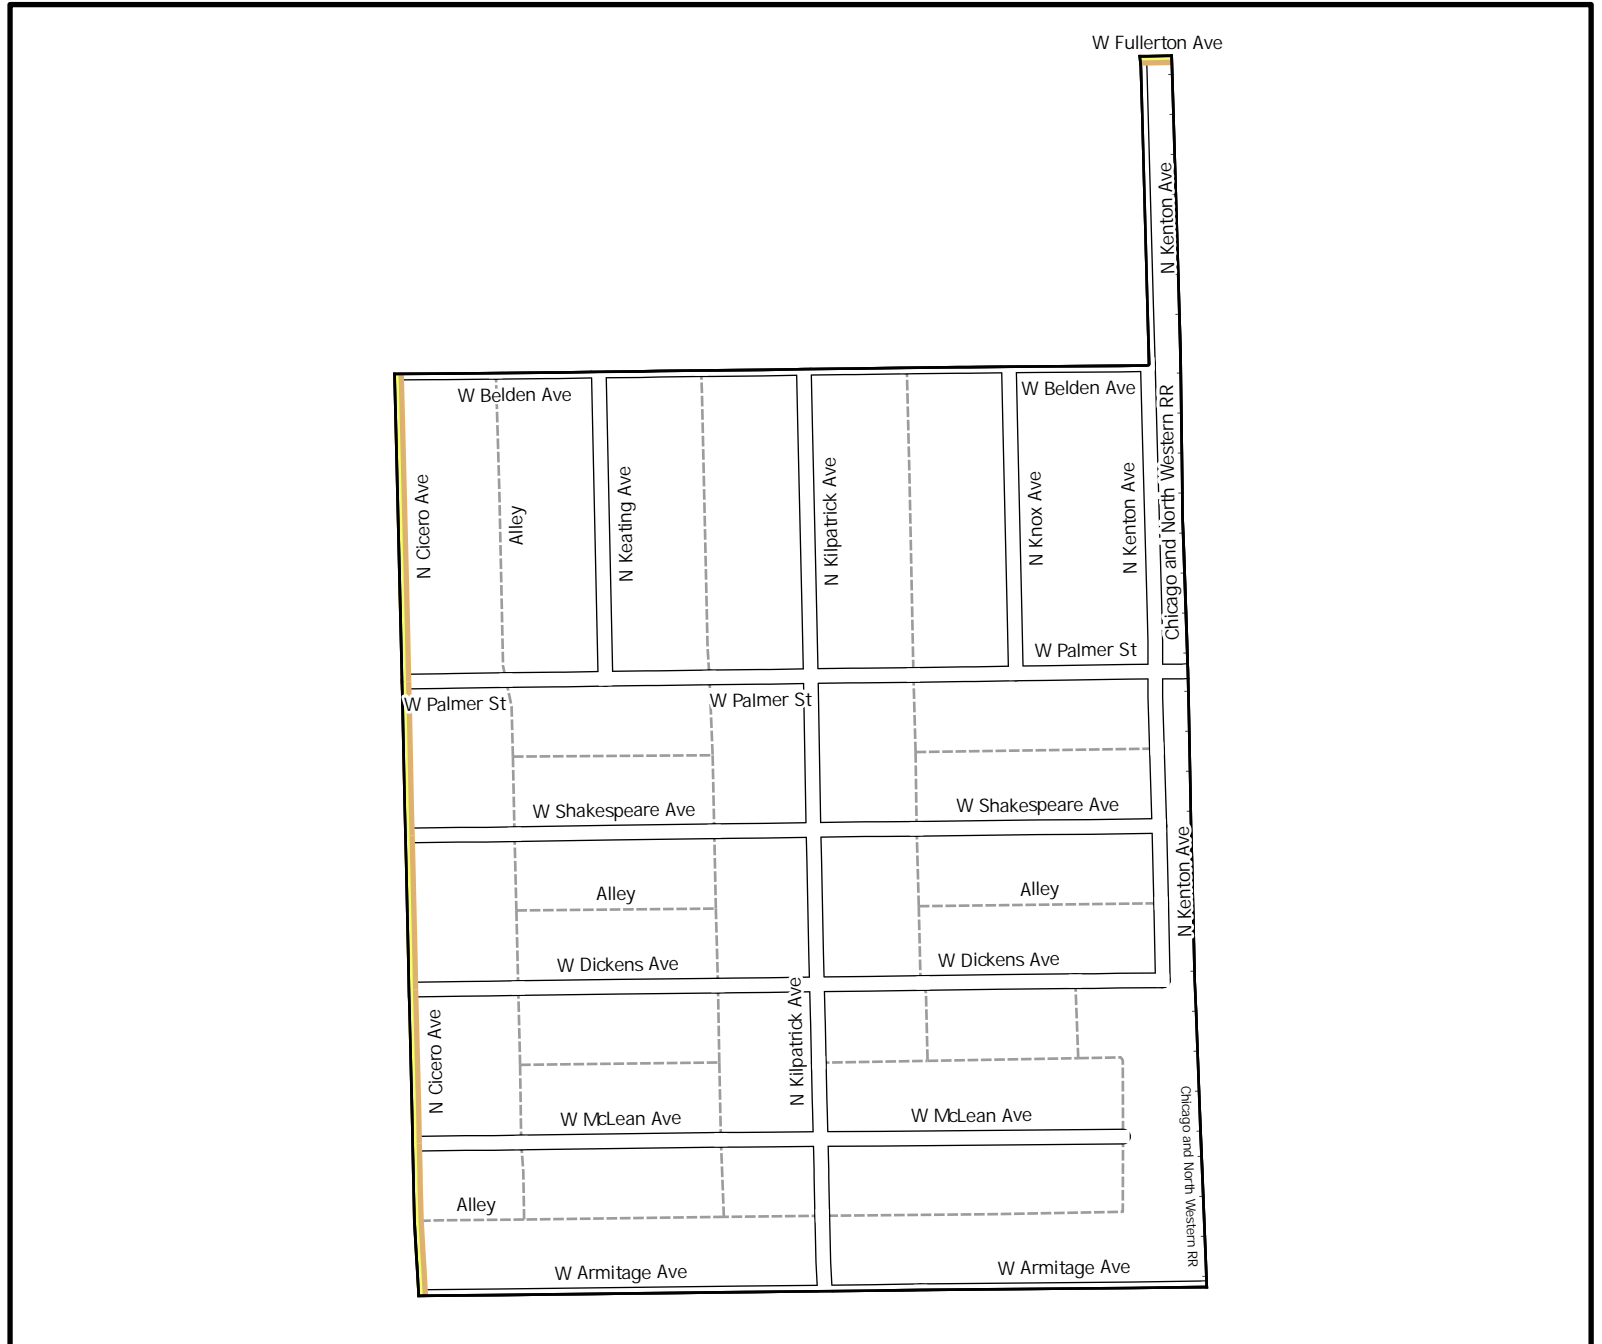 W Fullerton Ave
N Kenton Ave
W Belden Ave
W Belden Ave
N Cicero Ave
Alley
N Keating Ave
N Kilpatrick Ave
N Knox Ave
N Kenton Ave
Chicago and North Western RR
W Palmer St
W Palmer St
W Palmer St
W Shakespeare Ave
W Shakespeare Ave
Alley
Alley
N Kenton Ave
W Dickens Ave
W Dickens Ave
N Cicero Ave
N Kilpatrick Ave
W McLean Ave
W McLean Ave
Chicago and North Western RR
Alley
W Armitage Ave
W Armitage Ave